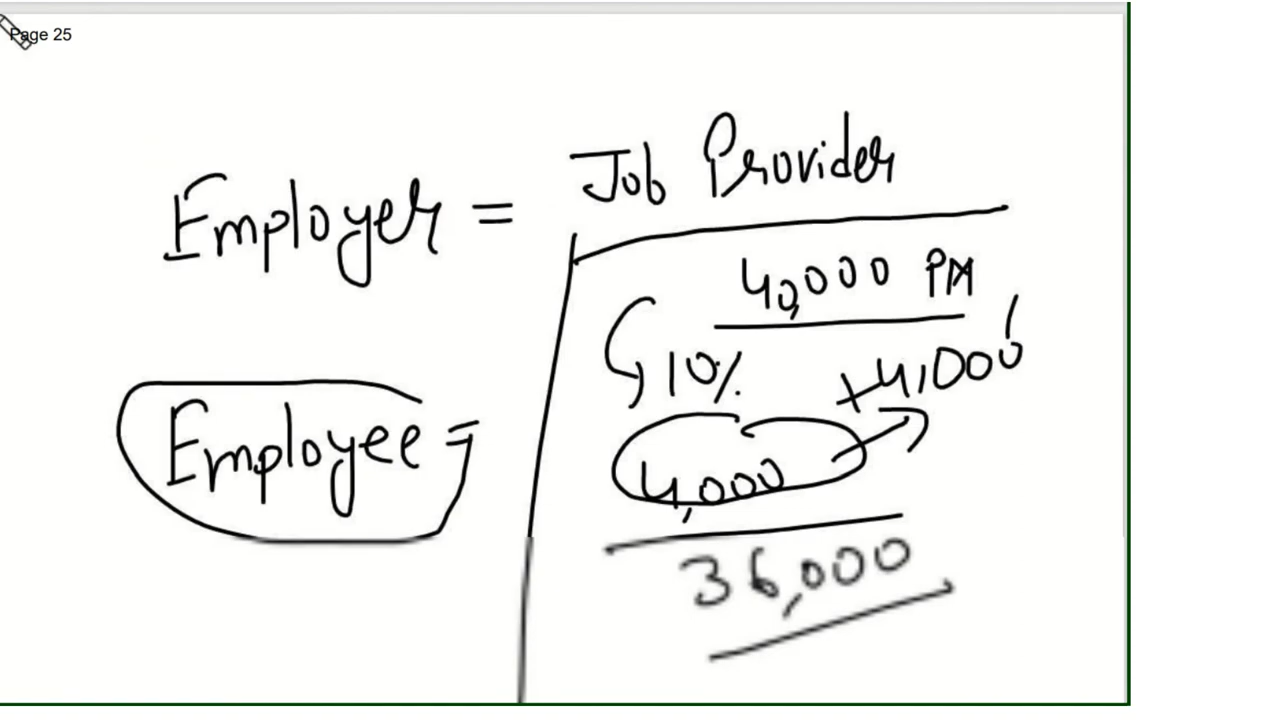 Page 25
Employer = Job Provider
40,000 PM
10%
+4,000
Employee =
4,000
36,000